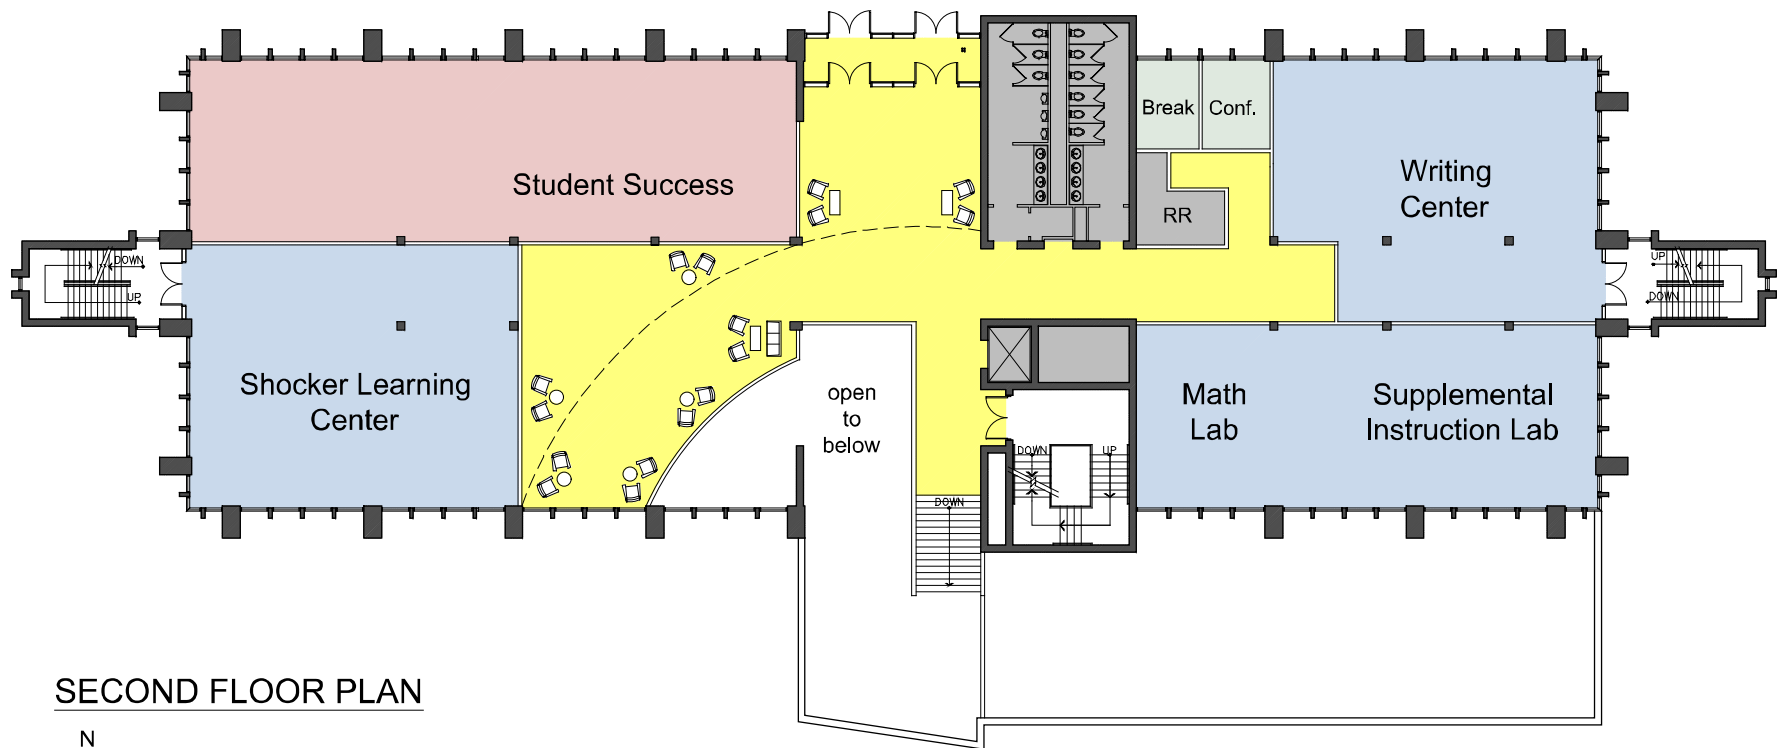 Break
Conf.
Student Success
Writing
Center
RR
DOWN
UP
UP
DOWN
Shocker Learning
Center
open
to
below
Math
Lab
Supplemental
Instruction Lab
DOWN
UP
DOWN
SECOND FLOOR PLAN
N